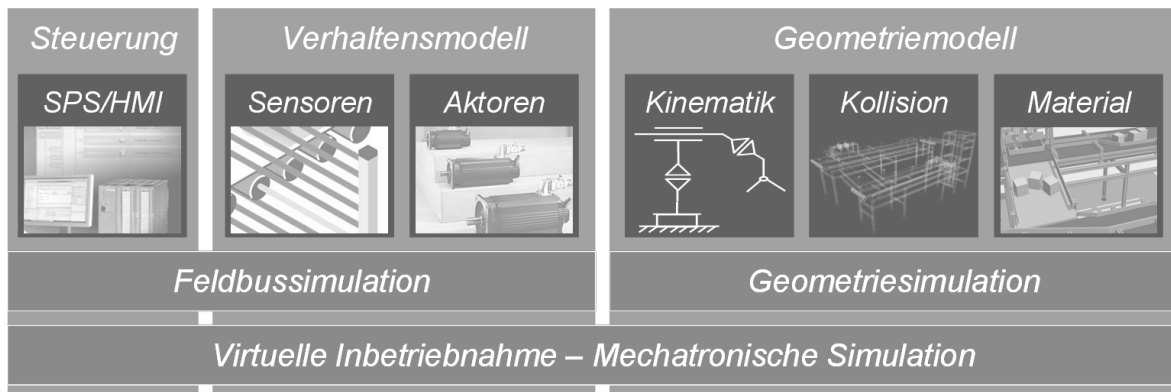 Steuerung
Verhaltensmodell
Geometriemodell
SPS/HMI
Sensoren
Aktoren
Kinematik
Kollision
Material
Feldbussimulation
Geometriesimulation
Virtuelle Inbetriebnahme – Mechatronische Simulation